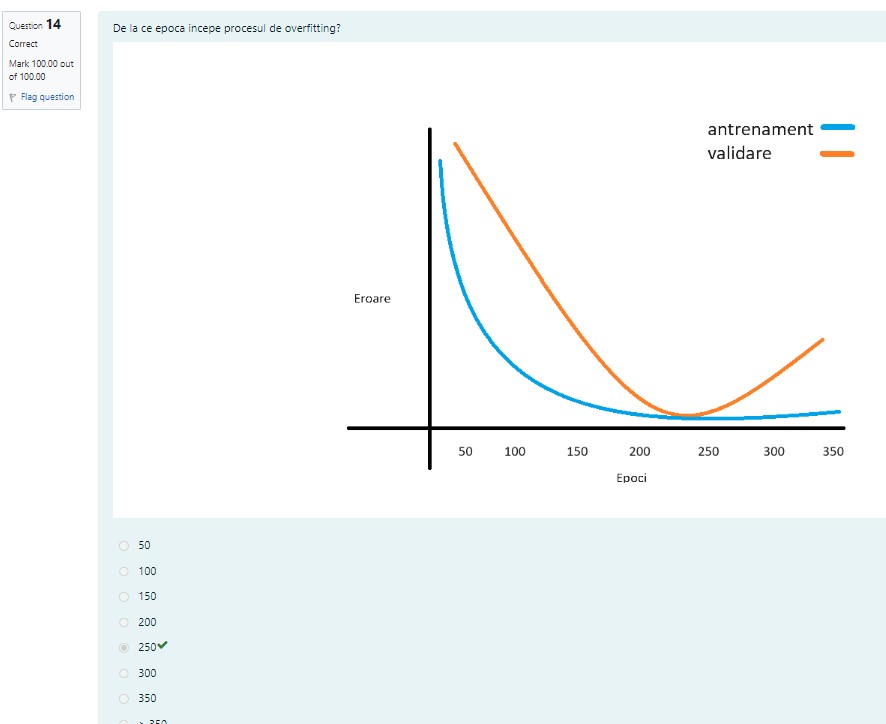 Question 14
Correct
Mark 100.00 out
of 100.00
Flag question
De la ce epoca incepe procesul de overfitting?
antrenament
validare
Eroare
50 100 150 200 250 300 350
Epoci
50
100
150
200
250
300
350
> 350